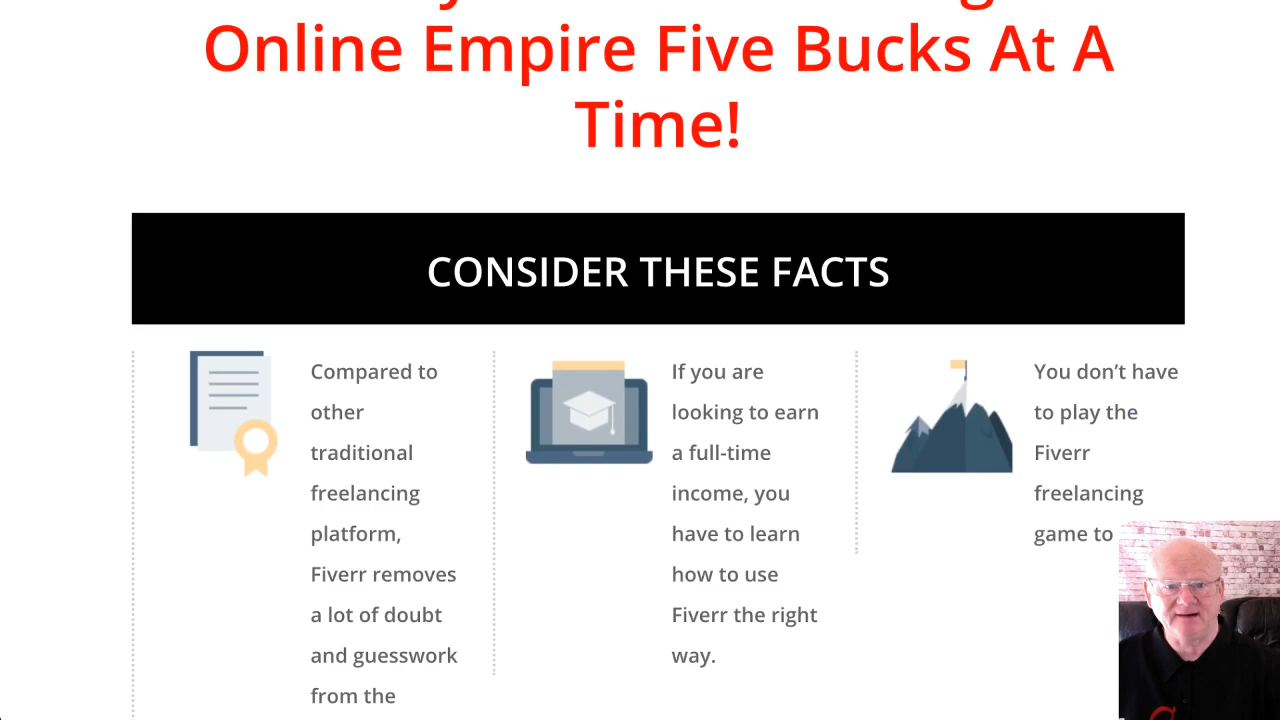 Online Empire Five Bucks At A
Time!
CONSIDER THESE FACTS
Compared to
other
traditional
freelancing
platform,
Fiverr removes
a lot of doubt
and guesswork
from the
If you are
looking to earn
a full-time
income, you
have to learn
how to use
Fiverr the right
way.
You don’t have
to play the
Fiverr
freelancing
game to